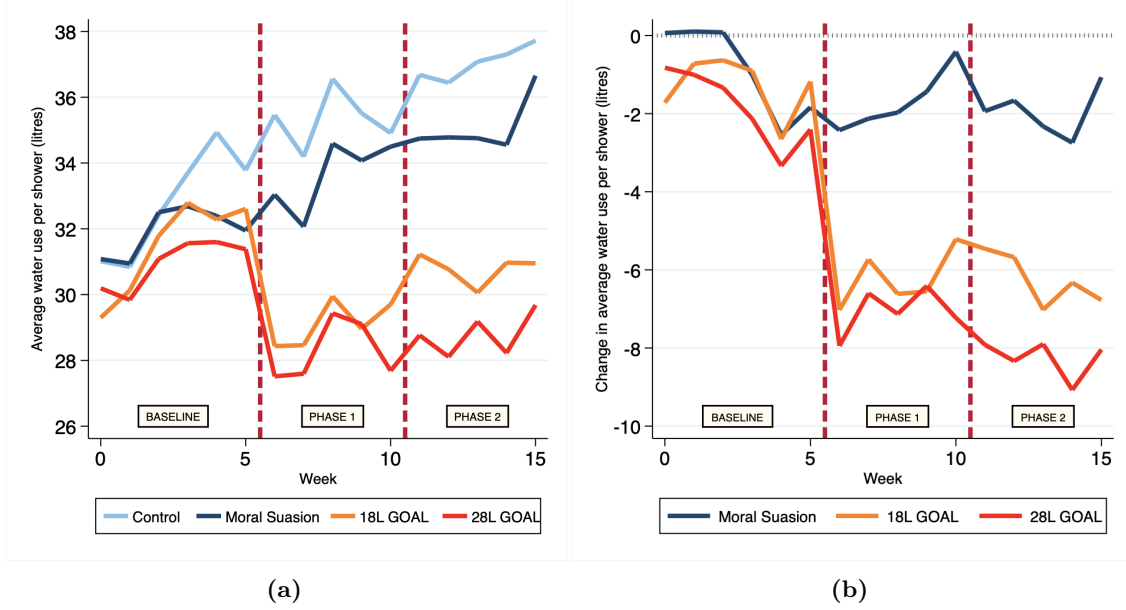 Average water use per shower (litres)
38
36
34
32
30
28
26
BASELINE PHASE 1 PHASE 2
0 5 10 15
Week
Control Moral Suasion 18L GOAL 28L GOAL
(a)
Change in average water use per shower (litres)
0
-2
-4
-6
-8
-10
BASELINE PHASE 1 PHASE 2
0 5 10 15
Week
Moral Suasion 18L GOAL 28L GOAL
(b)